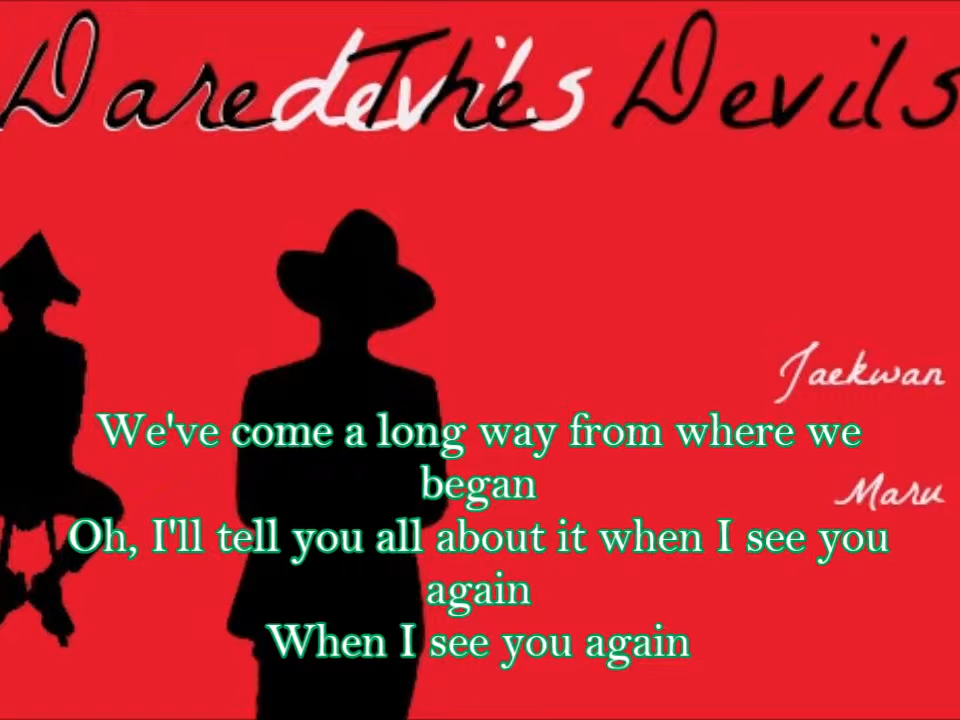 Daredevils The Devils
Jaekwan
We've come a long way from where we
began
Maru
Oh, I'll tell you all about it when I see you
again
When I see you again